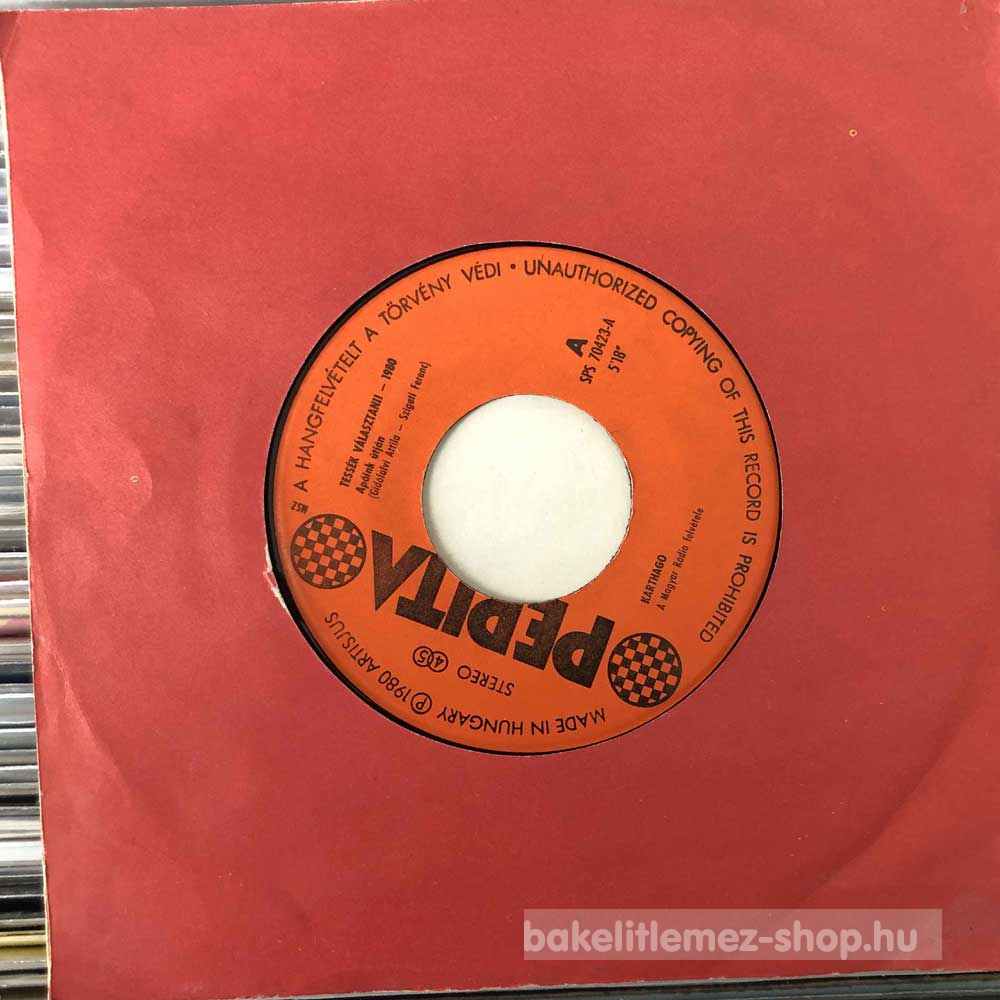 A HANGFELVÉTELT A TÖRVÉNY VÉDI • UNAUTHORIZED COPYING OF THIS RECORD IS PROHIBITED
MADE IN HUNGARY Ⓟ 1980 ARTISJUS
MSZ
PEPITA
STEREO 45
TESSÉK VÁLASZTANI! – 1980
Apáink útján
(Gidófalvi Attila – Szigeti Ferenc)
A
SPS 70423-A
5'18"
KARTHAGO
A Magyar Rádió felvétele
bakelitlemez-shop.hu